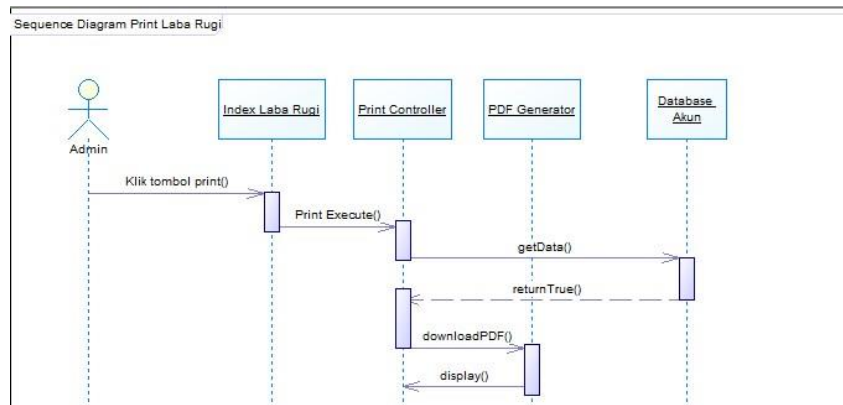 Sequence Diagram Print Laba Rugi
Index Laba Rugi
Print Controller
PDF Generator
Database
Akun
Admin
Klik tombol print()
Print Execute()
getData()
returnTrue()
downloadPDF()
display()